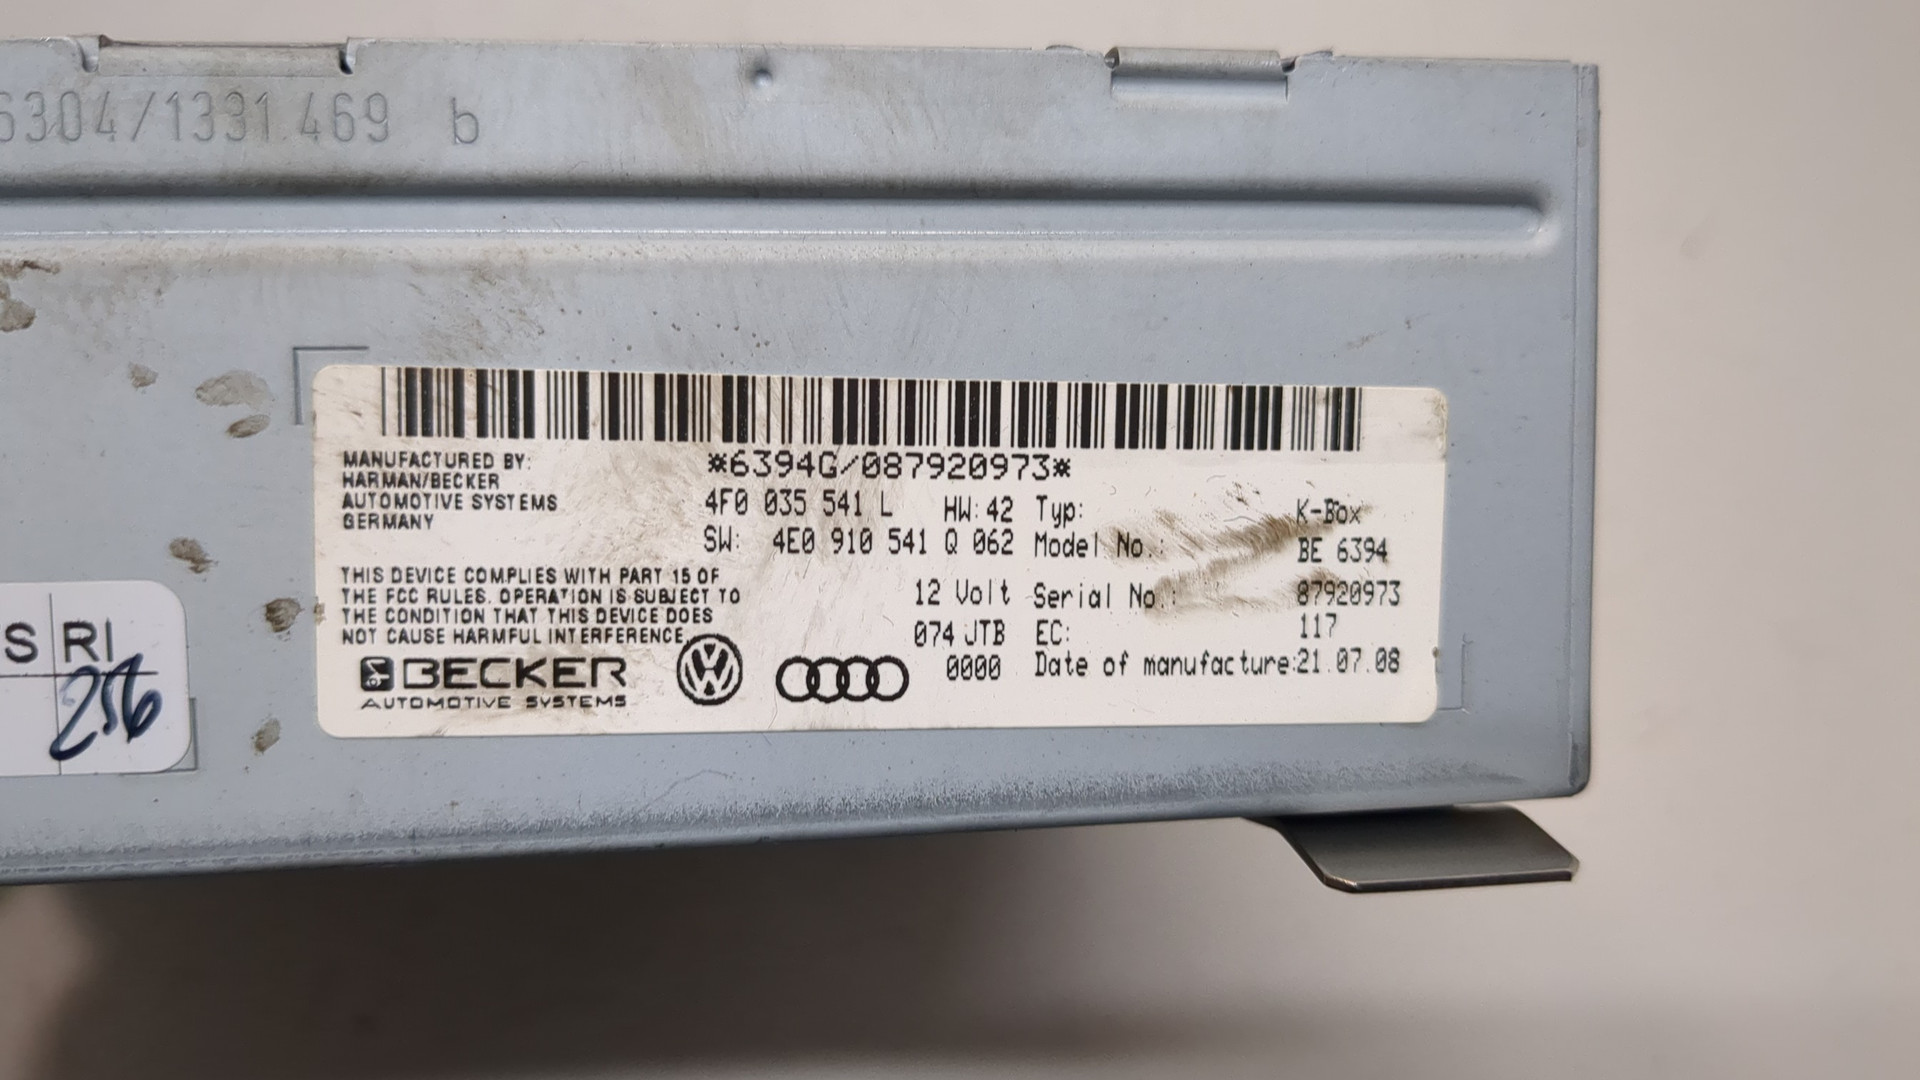 6304/1331.469 b
*6394G/087920973*
MANUFACTURED BY:
HARMAN/BECKER
AUTOMOTIVE SYSTEMS
GERMANY
4F0 035 541 L HW: 42 Typ: K-Box
SW: 4E0 910 541 Q 062 Model No.: BE 6394
THIS DEVICE COMPLIES WITH PART 15 OF
THE FCC RULES. OPERATION IS SUBJECT TO
THE CONDITION THAT THIS DEVICE DOES
NOT CAUSE HARMFUL INTERFERENCE.
12 Volt Serial No.: 87920973
074 JTB EC: 117
0000 Date of manufacture:21.07.08
BECKER
AUTOMOTIVE SYSTEMS
S RI
256